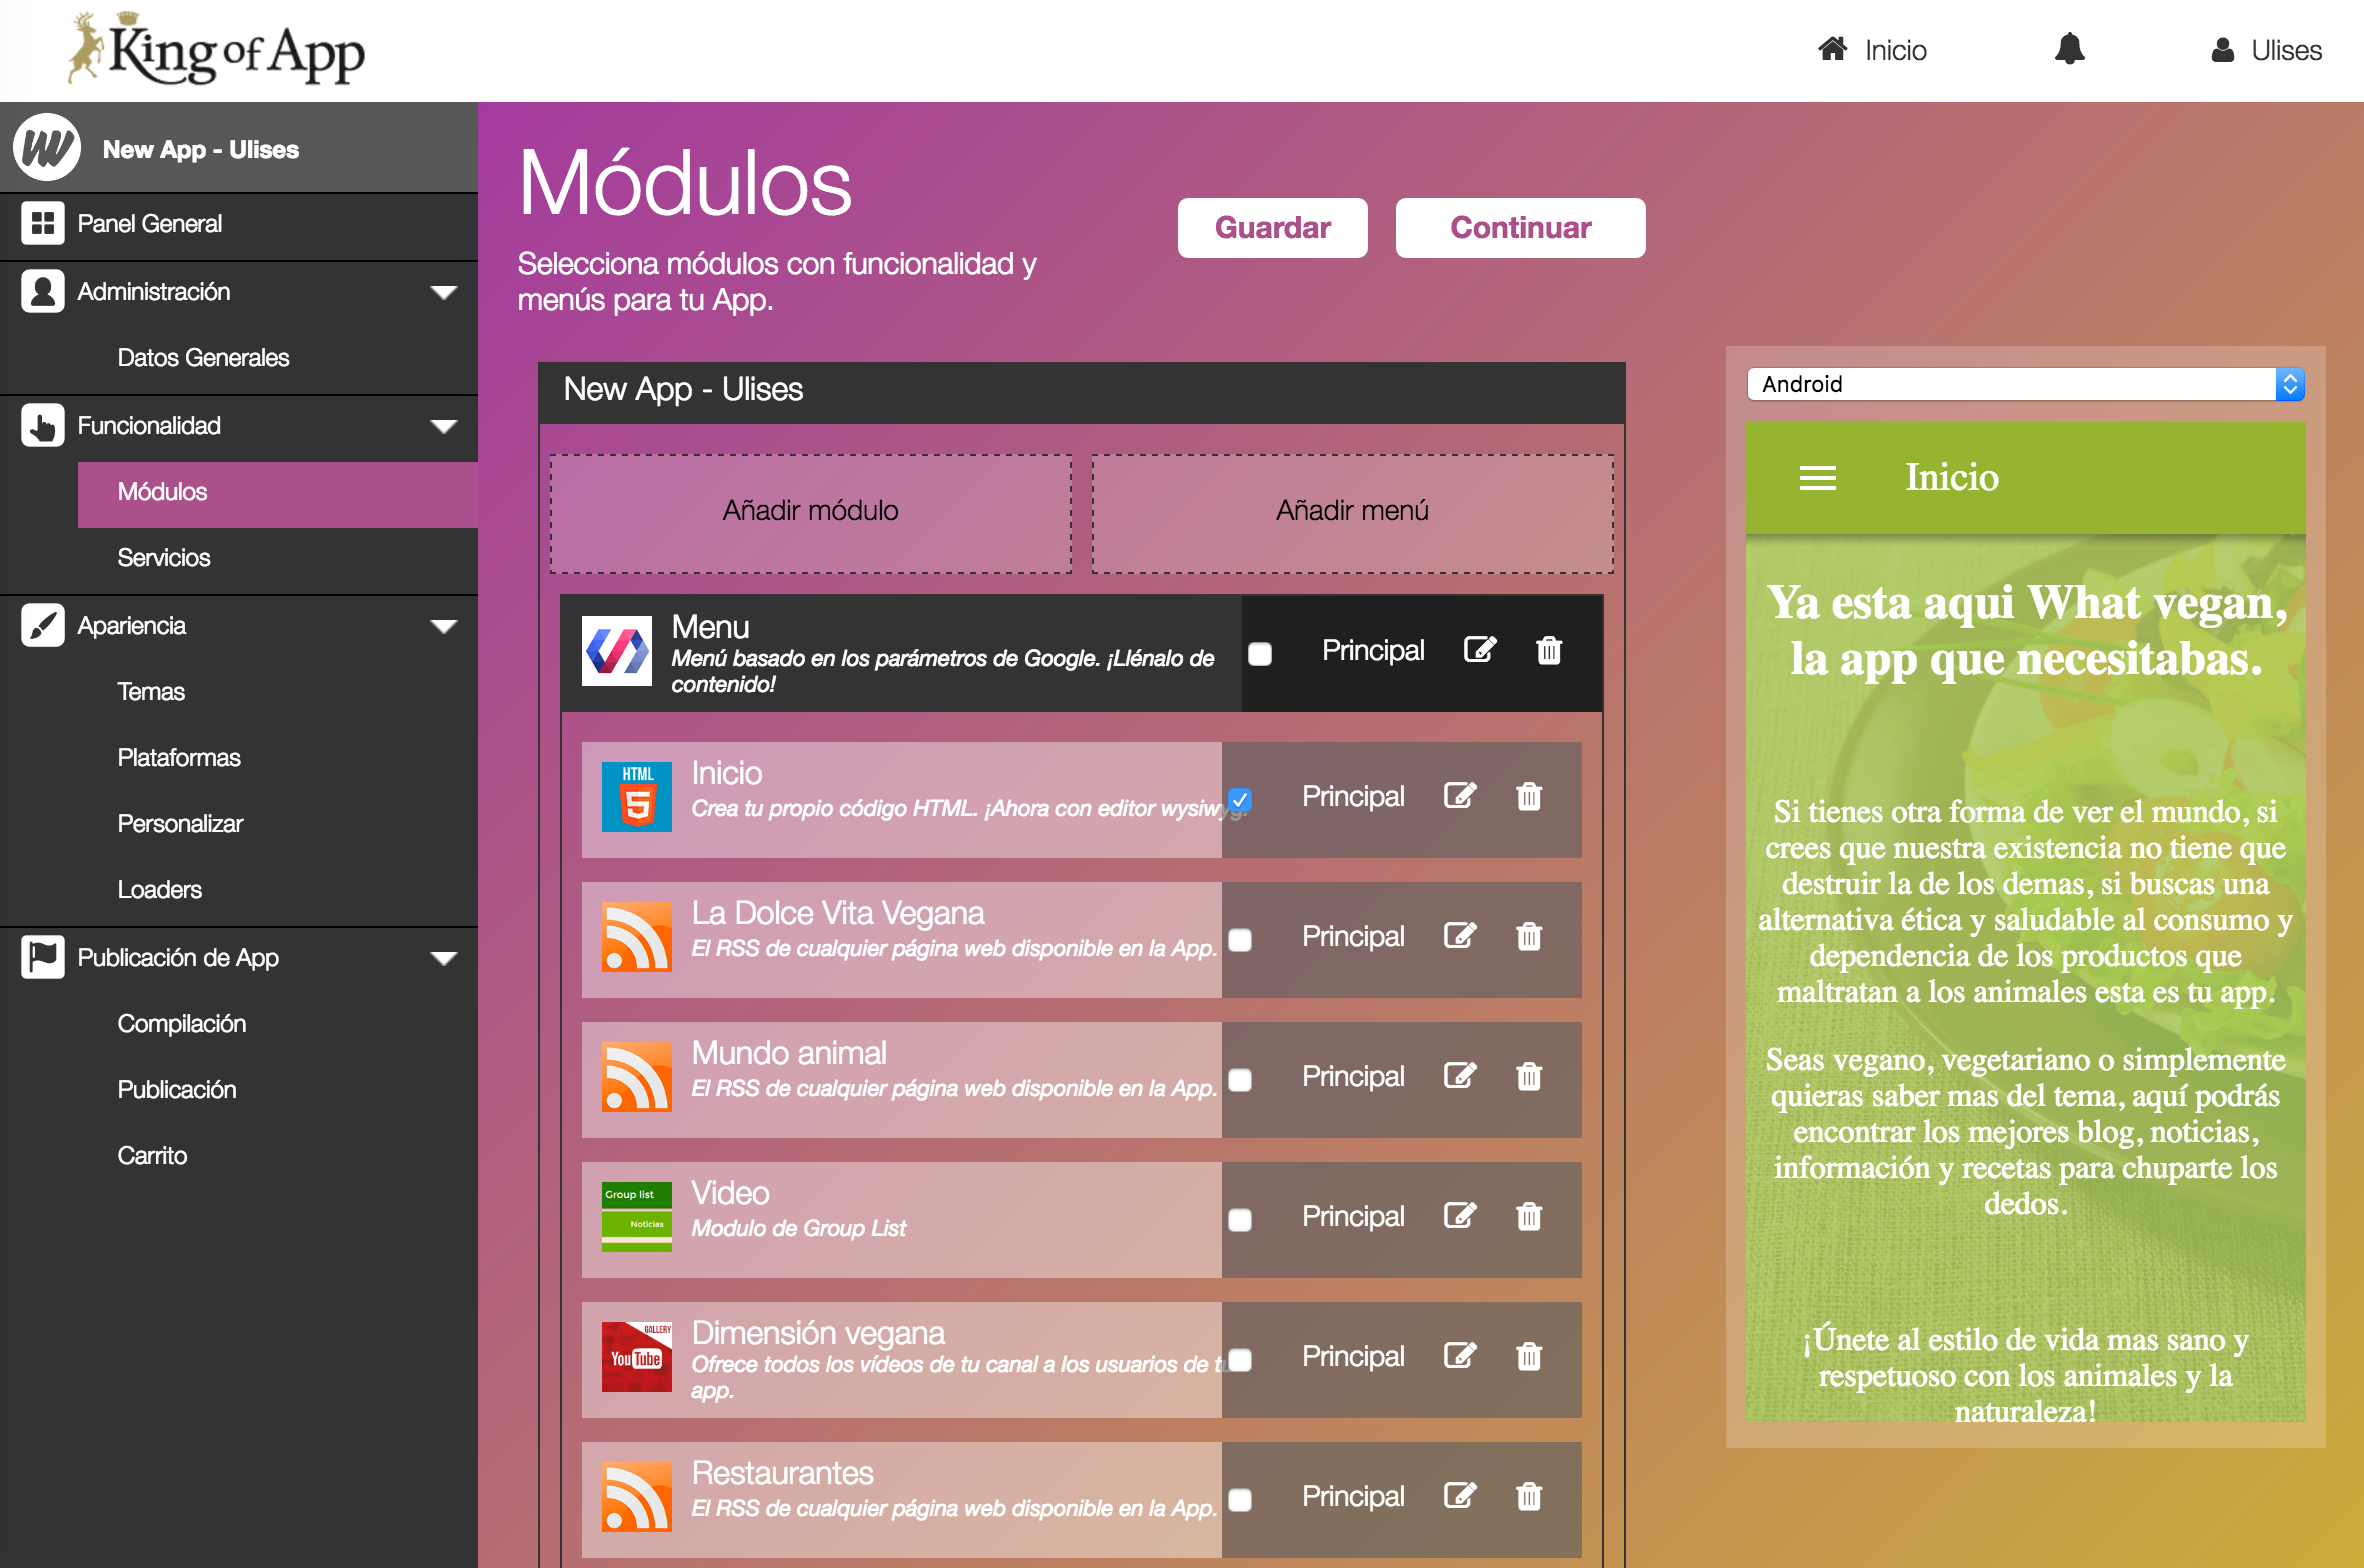 King of App
Inicio
Ulises
New App - Ulises
Panel General
Administración
Datos Generales
Funcionalidad
Módulos
Servicios
Apariencia
Temas
Plataformas
Personalizar
Loaders
Publicación de App
Compilación
Publicación
Carrito
Módulos
Selecciona módulos con funcionalidad y
menús para tu App.
Guardar
Continuar
New App - Ulises
Añadir módulo
Añadir menú
Menu
Menú basado en los parámetros de Google. ¡Llénalo de
contenido!
Principal
HTML
5
Inicio
Crea tu propio código HTML. ¡Ahora con editor wysiwyg!
Principal
La Dolce Vita Vegana
El RSS de cualquier página web disponible en la App.
Principal
Mundo animal
El RSS de cualquier página web disponible en la App.
Principal
Group list
Noticias
Video
Modulo de Group List
Principal
GALLERY
YouTube
Dimensión vegana
Ofrece todos los vídeos de tu canal a los usuarios de tu
app.
Principal
Restaurantes
El RSS de cualquier página web disponible en la App.
Principal
Android
Inicio
Ya esta aqui What vegan,
la app que necesitabas.
Si tienes otra forma de ver el mundo, si
crees que nuestra existencia no tiene que
destruir la de los demas, si buscas una
alternativa ética y saludable al consumo y
dependencia de los productos que
maltratan a los animales esta es tu app.
Seas vegano, vegetariano o simplemente
quieras saber mas del tema, aquí podrás
encontrar los mejores blog, noticias,
información y recetas para chuparte los
dedos.
¡Únete al estilo de vida mas sano y
respetuoso con los animales y la
naturaleza!